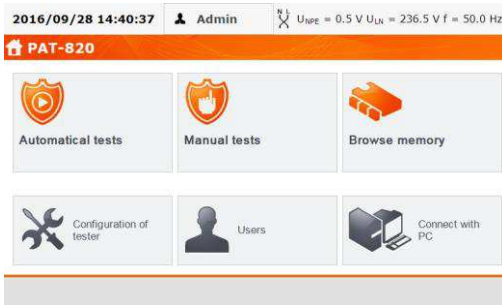 2016/09/28 14:40:37 Admin N L UNPE = 0.5 V ULN = 236.5 V f = 50.0 Hz
PAT-820
Automatical tests Manual tests Browse memory
Configuration of
tester
Users
Connect with
PC